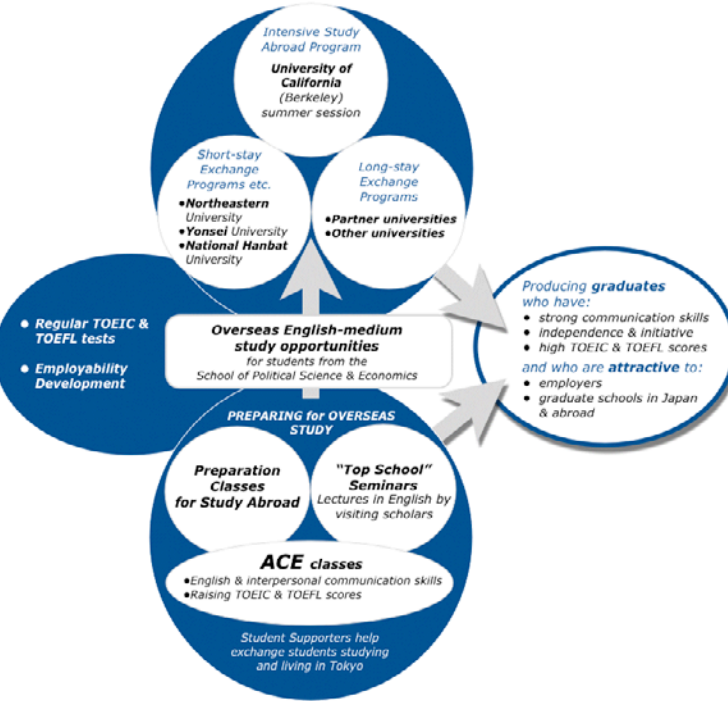 Intensive Study
Abroad Program
University of
California
(Berkeley)
summer session
Short-stay
Exchange
Programs etc.
●Northeastern
University
●Yonsei University
●National Hanbat
University
Long-stay
Exchange
Programs
●Partner universities
●Other universities
● Regular TOEIC &
TOEFL tests
● Employability
Development
Overseas English-medium
study opportunities
for students from the
School of Political Science & Economics
Producing graduates
who have:
● strong communication skills
● independence & initiative
● high TOEIC & TOEFL scores
and who are attractive to:
● employers
● graduate schools in Japan
& abroad
PREPARING for OVERSEAS
STUDY
Preparation
Classes
for Study Abroad
“Top School”
Seminars
Lectures in English by
visiting scholars
ACE classes
●English & interpersonal communication skills
●Raising TOEIC & TOEFL scores
Student Supporters help
exchange students studying
and living in Tokyo